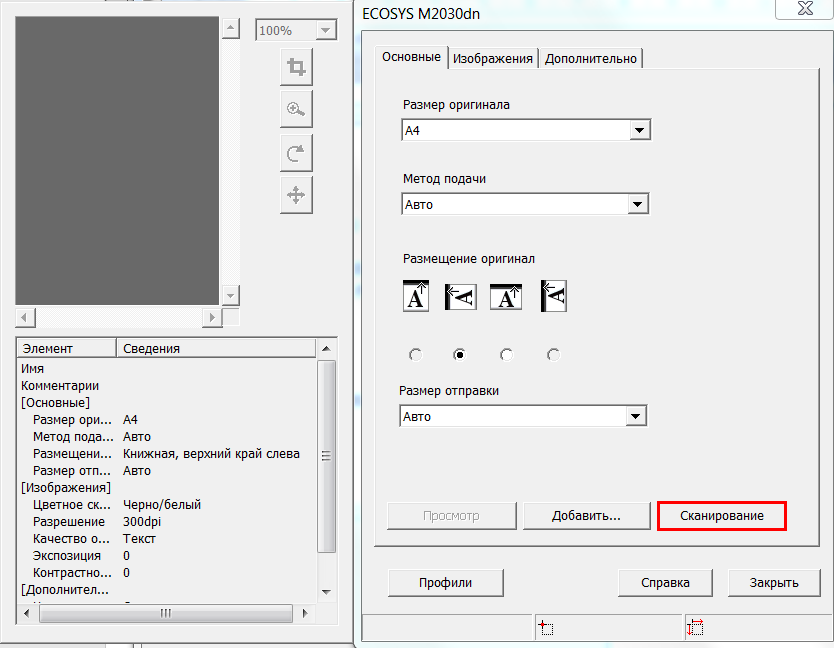 100%
Элемент Сведения
Имя
Комментарии
[Основные]
Размер ори... A4
Метод пода... Авто
Размещени... Книжная, верхний край слева
Размер отп... Авто
[Изображения]
Цветное ск... Черно/белый
Разрешение 300dpi
Качество о... Текст
Экспозиция 0
Контрастно... 0
[Дополнител...
ECOSYS M2030dn
Основные Изображения Дополнительно
Размер оригинала
A4
Метод подачи
Авто
Размещение оригинал
A A A A
Размер отправки
Авто
Просмотр Добавить... Сканирование
Профили Справка Закрыть